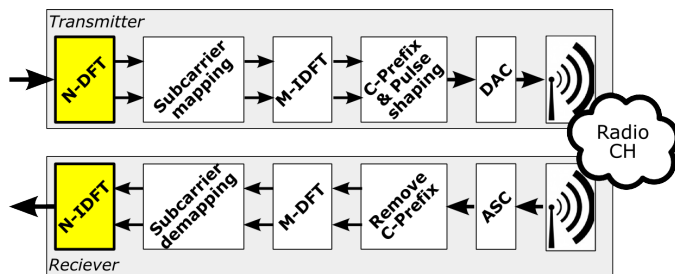 Transmitter
N-DFT
Subcarrier
mapping
M-IDFT
C-Prefix
& Pulse
shaping
DAC
Radio
CH
N-IDFT
Subcarrier
demapping
M-DFT
Remove
C-Prefix
ASC
Reciever